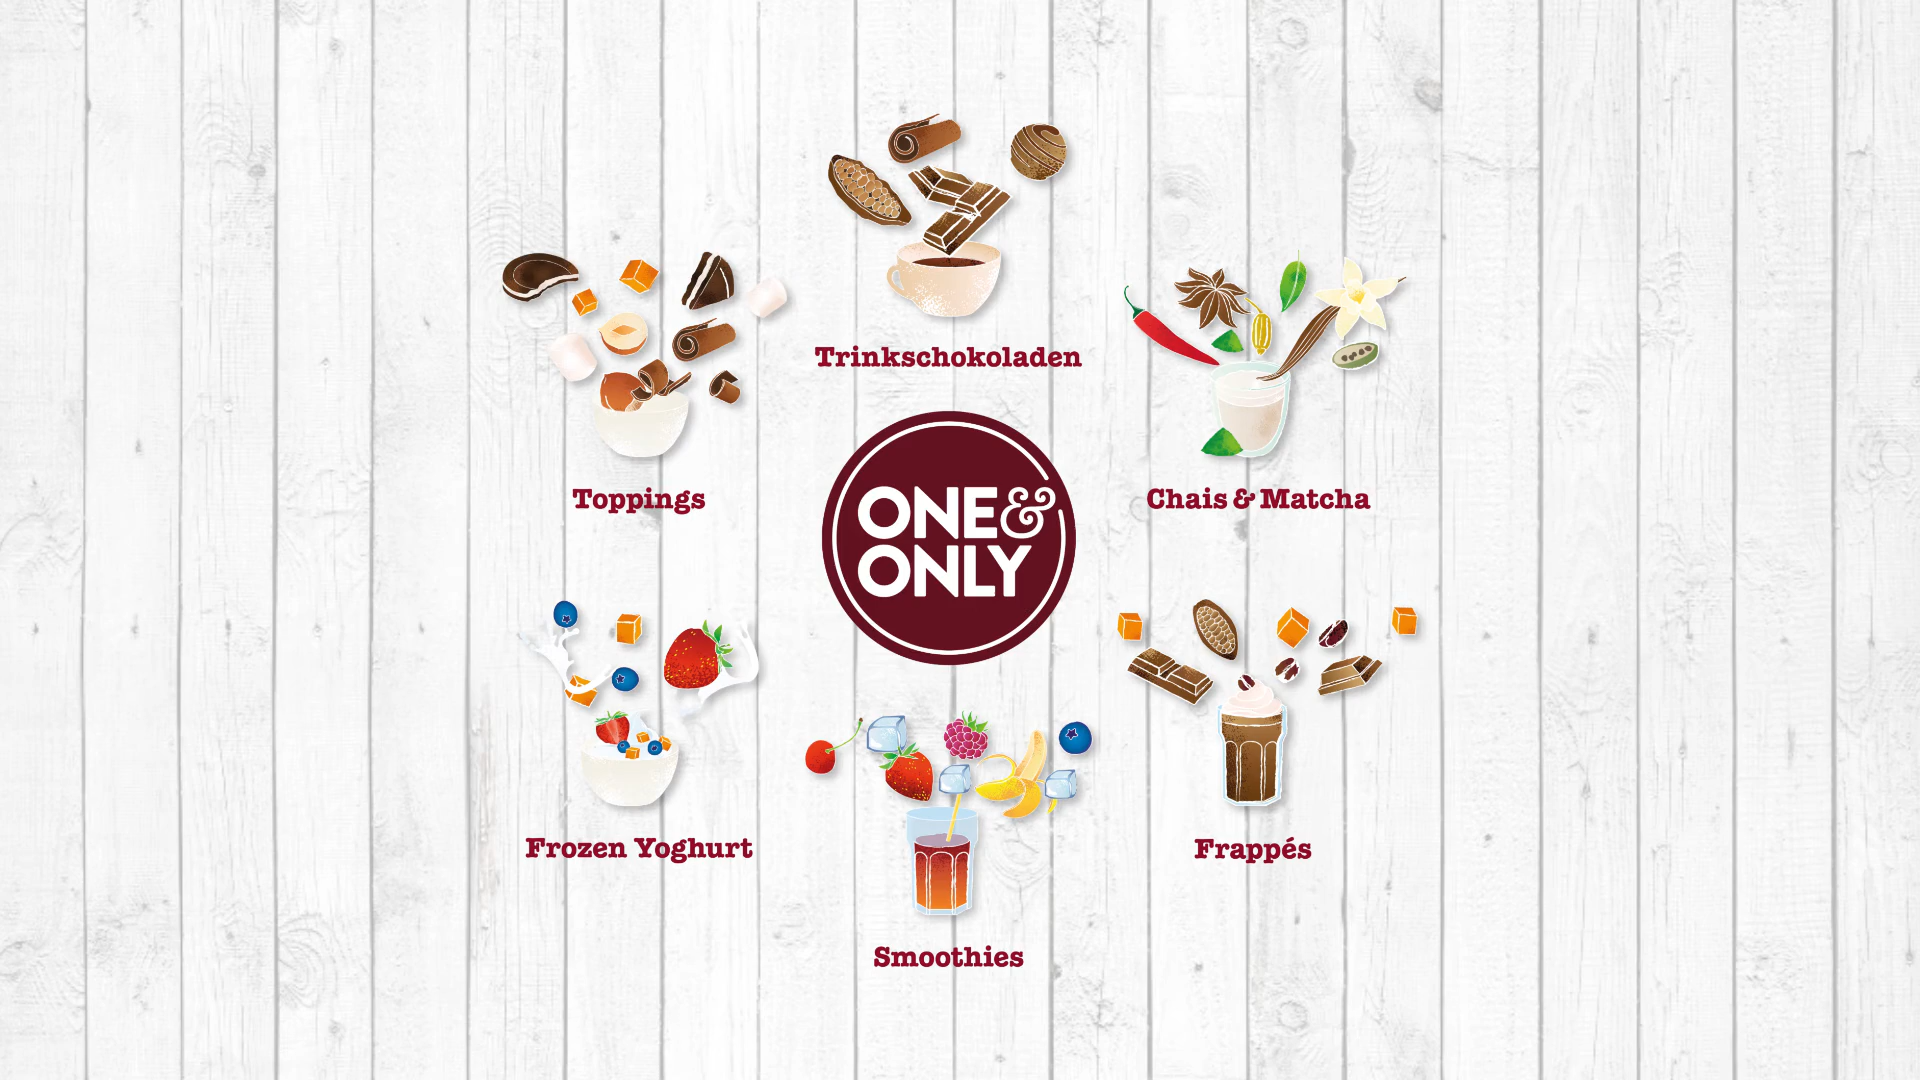 Trinkschokoladen
Toppings
Chais & Matcha
ONE&
ONLY
Frozen Yoghurt
Frappés
Smoothies